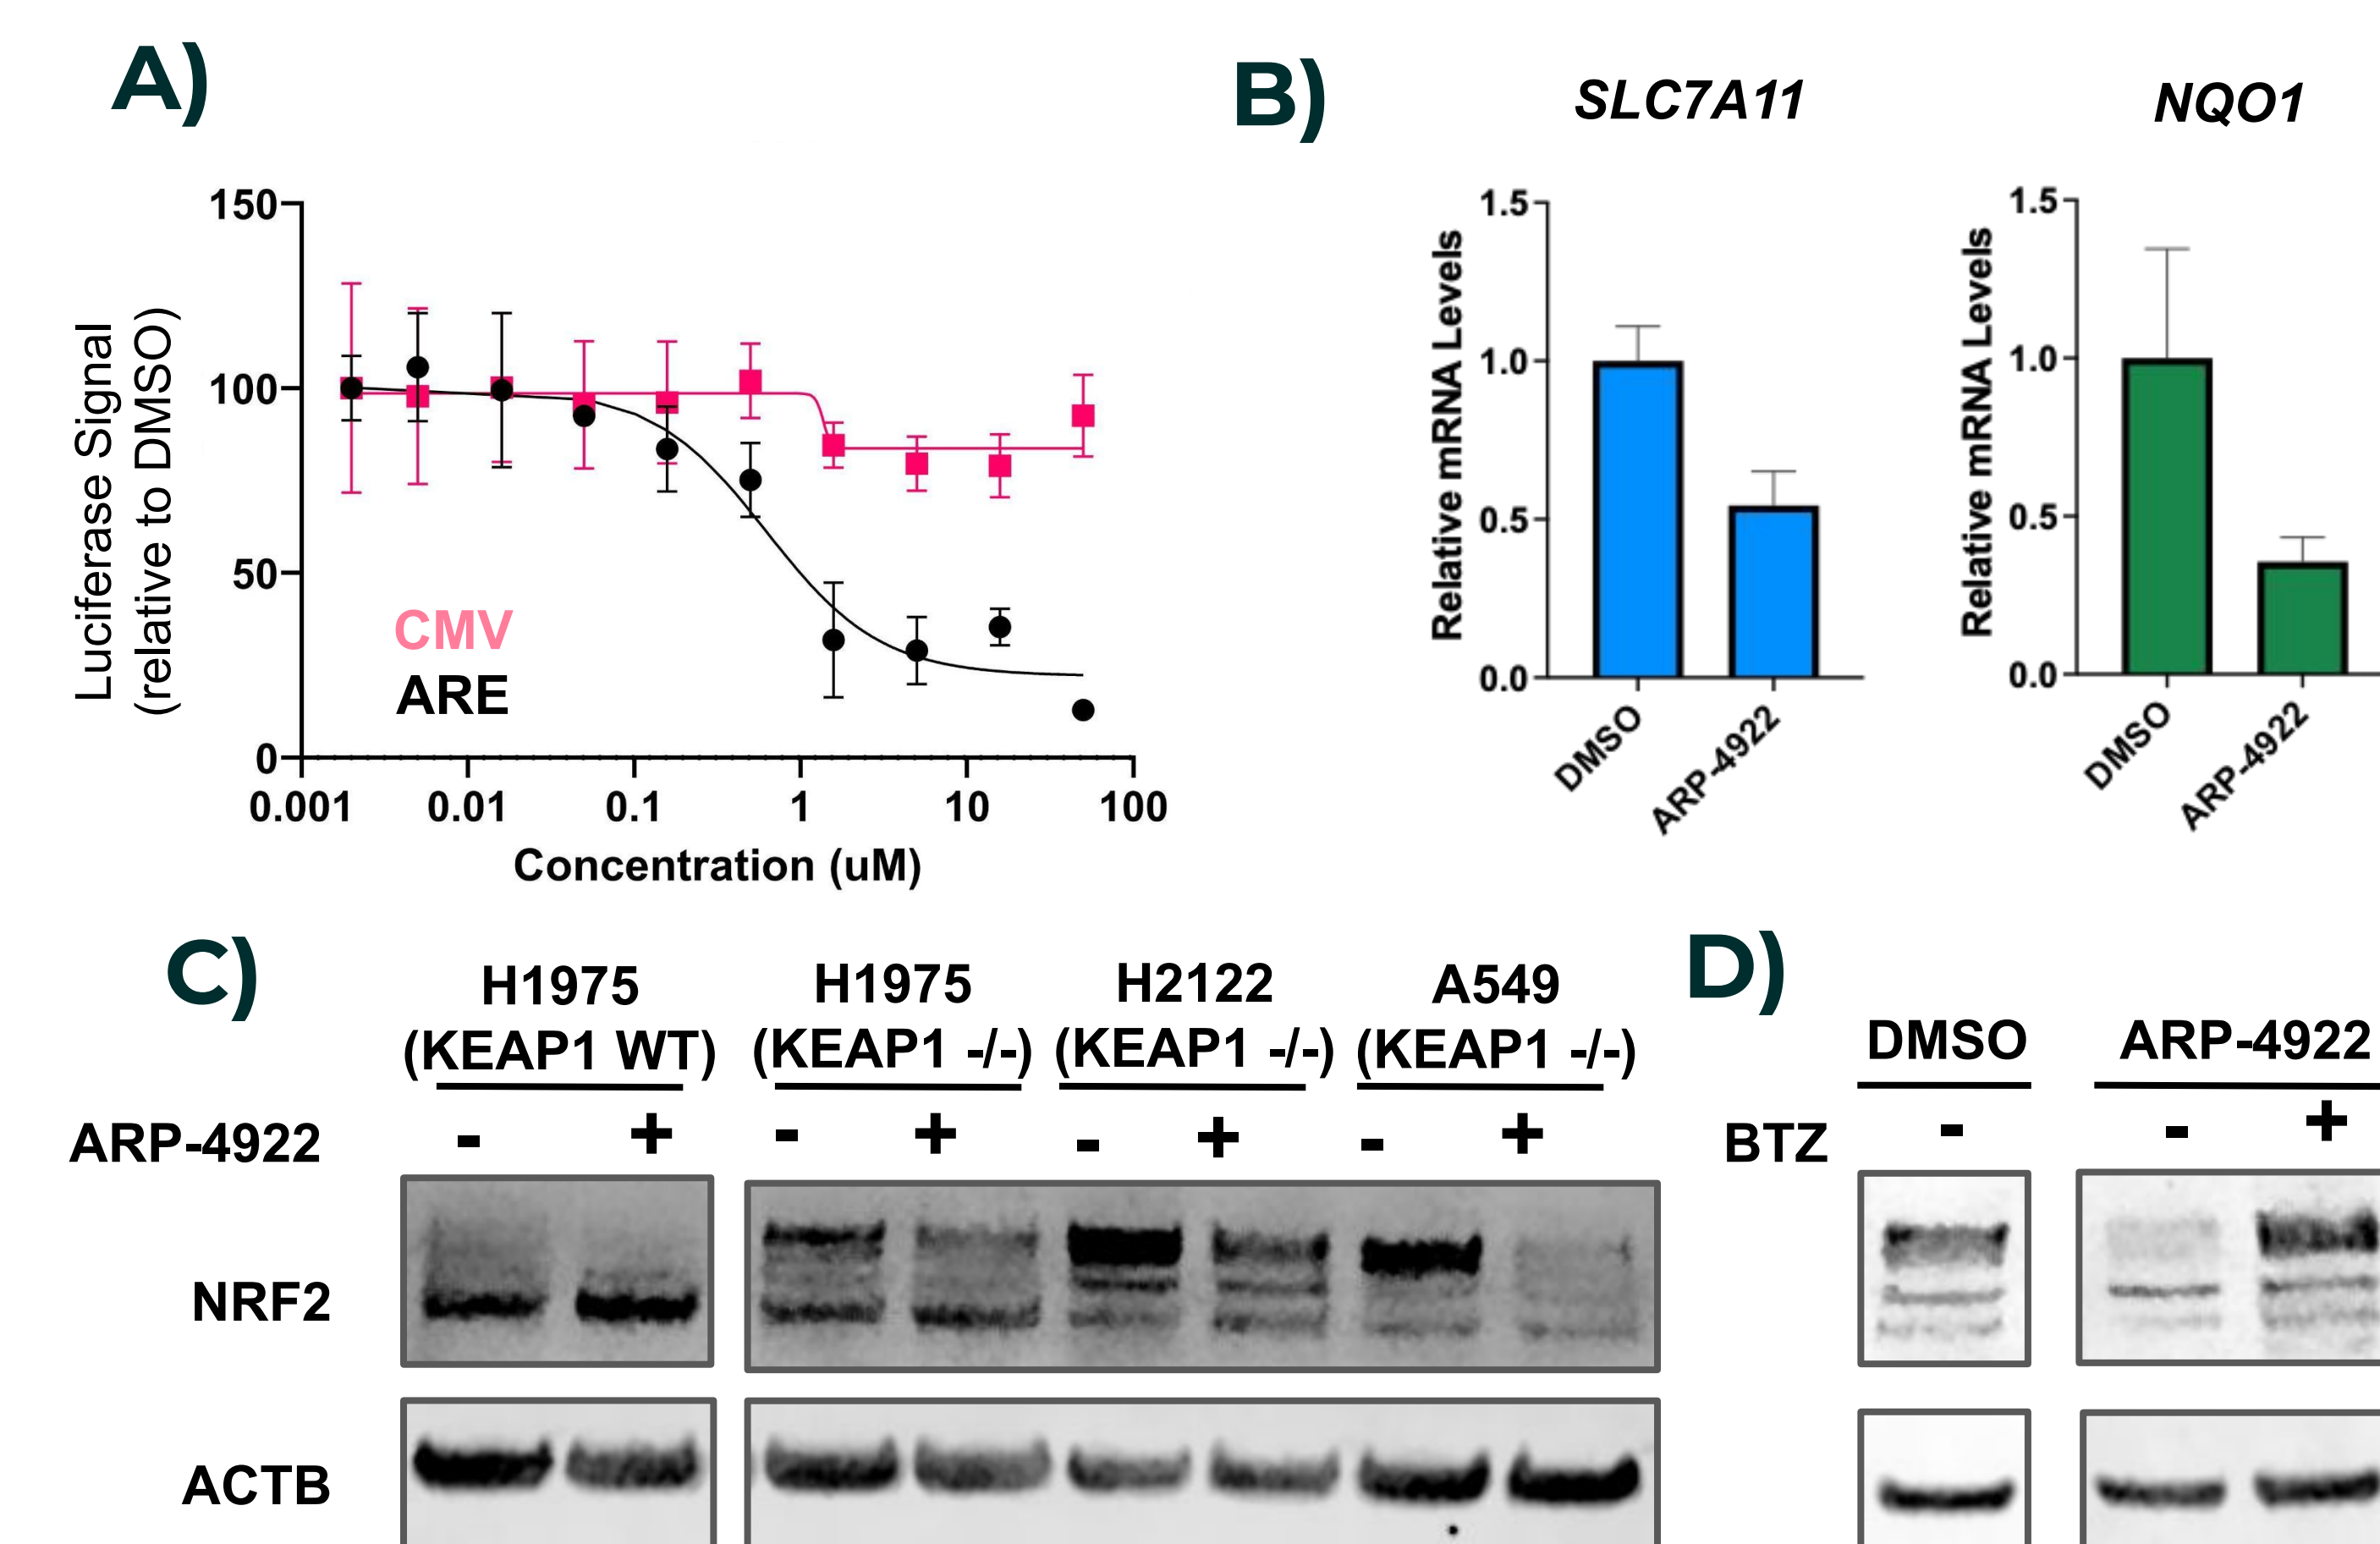 A)
150
100
50
0
Luciferase Signal
(relative to DMSO)
CMV
ARE
0.001 0.01 0.1 1 10 100
Concentration (uM)
B)
SLC7A11
Relative mRNA Levels
1.5
1.0
0.5
0.0
DMSO
ARP-4922
NQO1
Relative mRNA Levels
1.5
1.0
0.5
0.0
DMSO
ARP-4922
C)
H1975
(KEAP1 WT)
H1975
(KEAP1 -/-)
H2122
(KEAP1 -/-)
A549
(KEAP1 -/-)
ARP-4922 - + - + - + - +
NRF2
ACTB
D)
DMSO ARP-4922
BTZ - - +